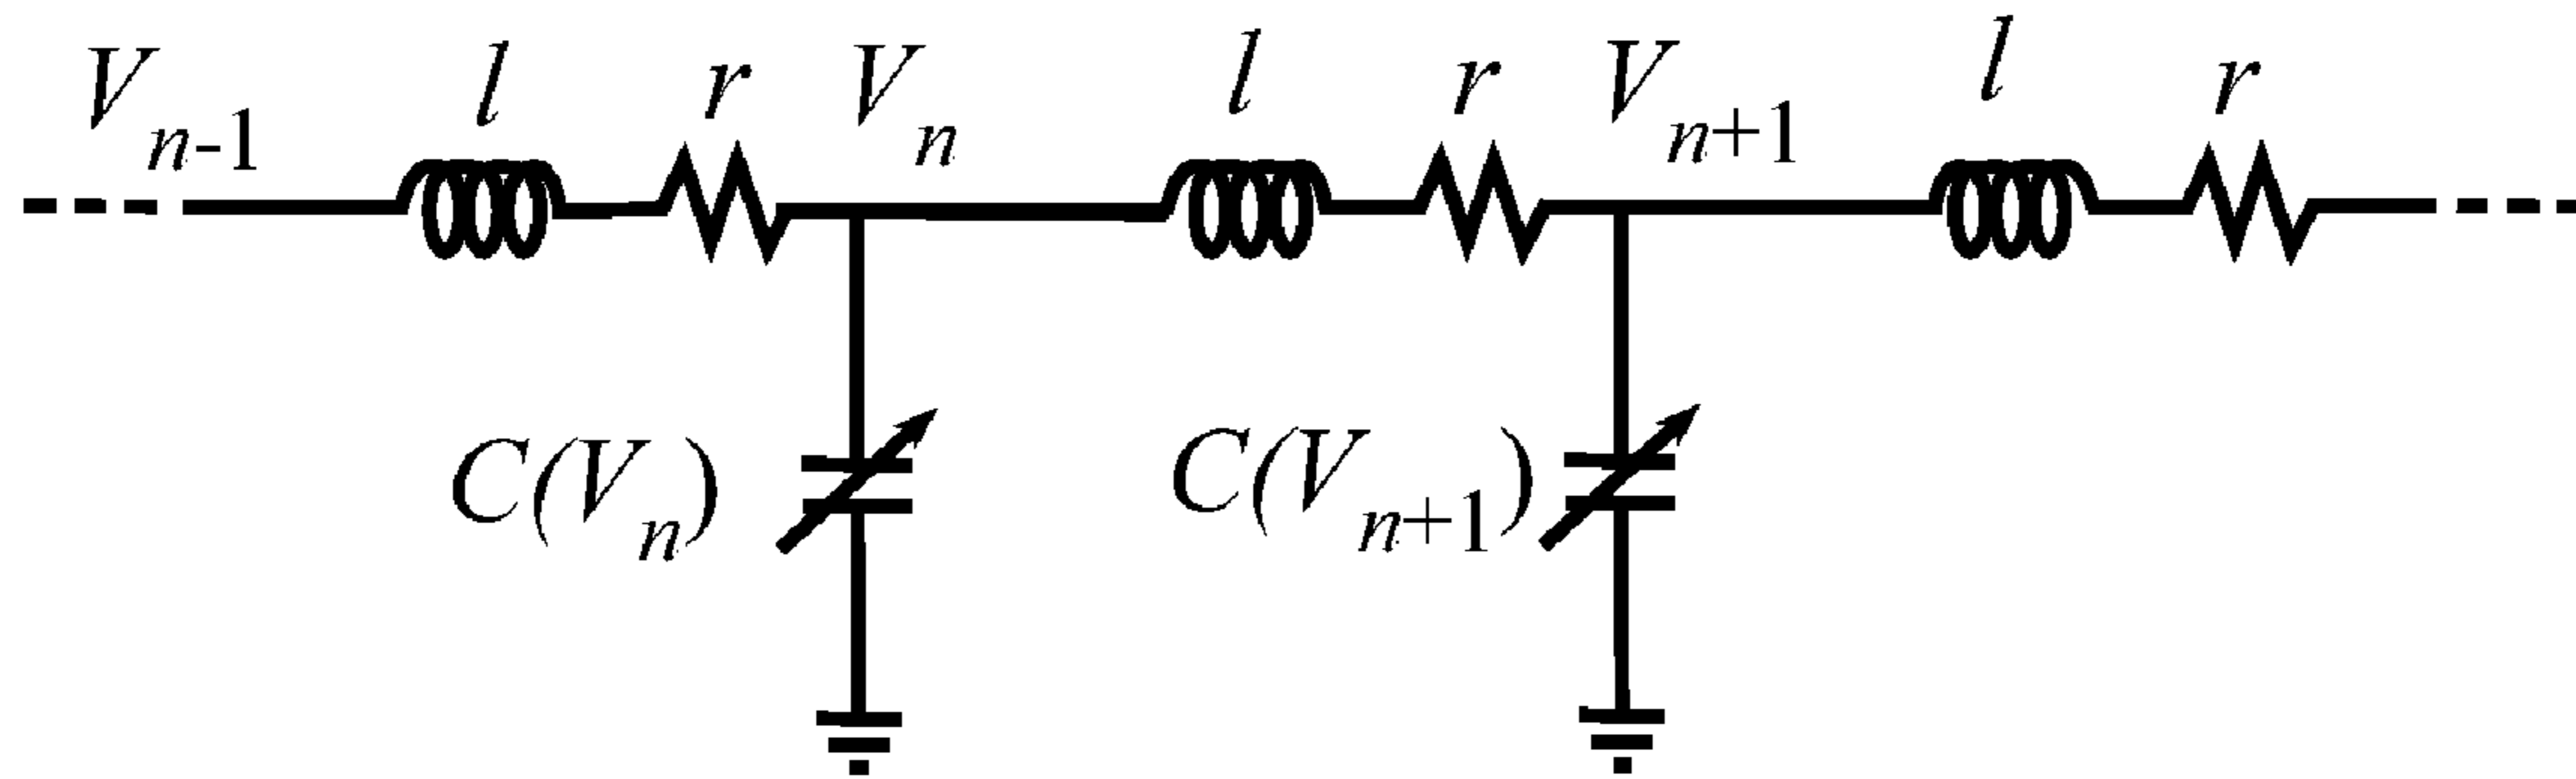 V_{n-1} l r V_n l r V_{n+1} l r
C(V_n) C(V_{n+1})